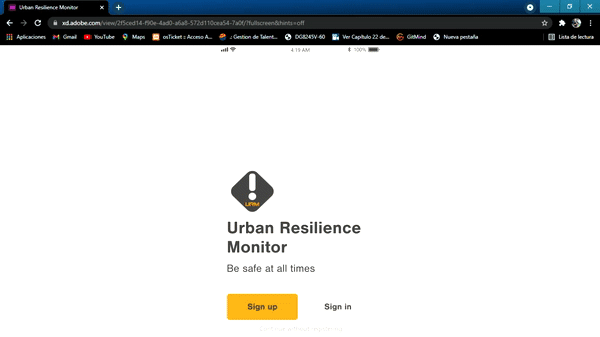 Urban Resilience Monitor
xd.adobe.com/view/2f5ced14-f90e-4ad0-a6a8-572d110cea54-7a0f/?fullscreen&hints=off
Aplicaciones Gmail YouTube Maps osTicket :: Acceso A... .: Gestion de Talent... DG8245V-60 Ver Capítulo 22 de... GitMind Nueva pestaña Lista de lectura
4:19 AM 100%
URM
Urban Resilience
Monitor
Be safe at all times
Sign up Sign in